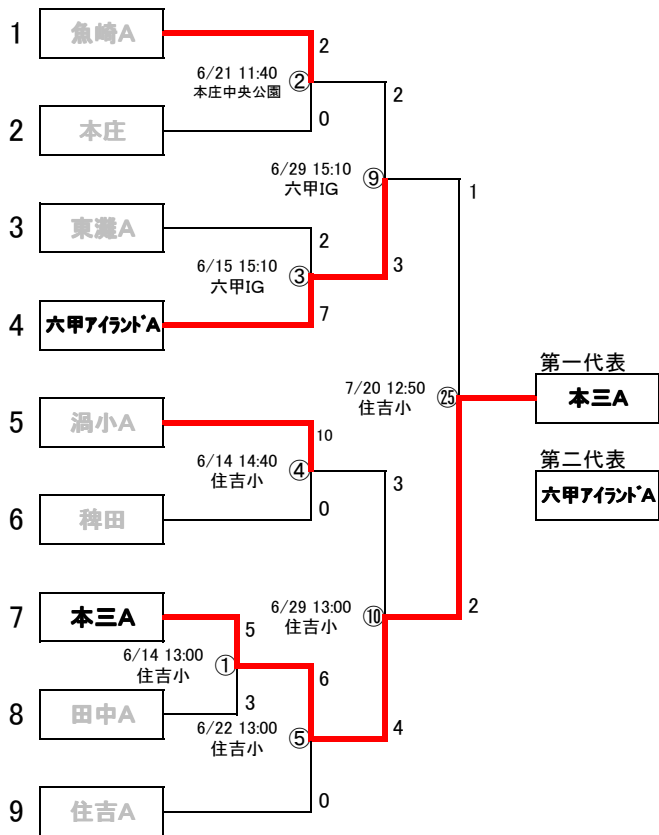 1 魚崎A
2
6/21 11:40 ②
本庄中央公園
2
0
2 本庄
6/29 15:10 ⑨
六甲IG
1
3 東灘A
2
6/15 15:10 ③
六甲IG
3
7
4 六甲アイランドA
第一代表
7/20 12:50 ㉕
住吉小
本三A
5 渦小A
10
6/14 14:40 ④
住吉小
3
第二代表
六甲アイランドA
0
6 稗田
6/29 13:00 ⑩
住吉小
2
7 本三A
5
6/14 13:00 ①
住吉小
6
3
8 田中A
6/22 13:00 ⑤
住吉小
4
0
9 住吉A